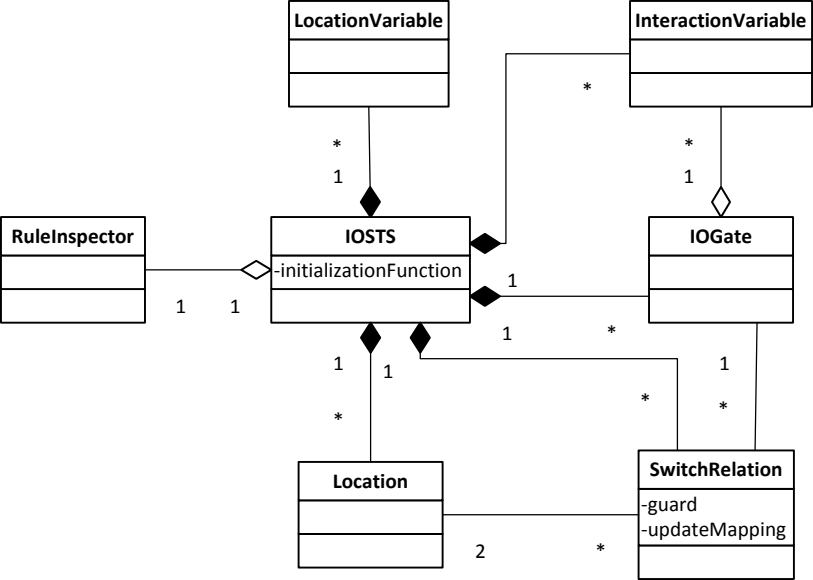 LocationVariable
InteractionVariable
*
*
*
1
1
RuleInspector
IOSTS
IOGate
-initializationFunction
1
1
1
1
*
1
1
1
*
*
*
Location
SwitchRelation
-guard
-updateMapping
2
*